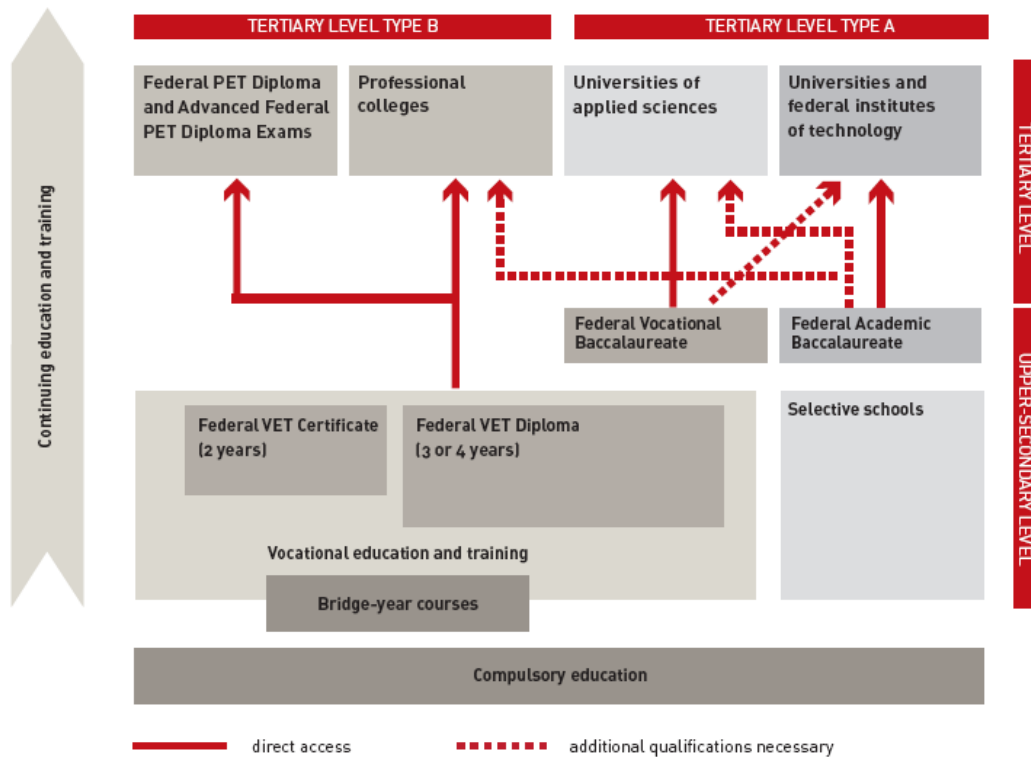 TERTIARY LEVEL TYPE B
TERTIARY LEVEL TYPE A
Federal PET Diploma
and Advanced Federal
PET Diploma Exams
Professional
colleges
Universities of
applied sciences
Universities and
federal institutes
of technology
TERTIARY LEVEL
Continuing education and training
Federal Vocational
Baccalaureate
Federal Academic
Baccalaureate
UPPER-SECONDARY LEVEL
Federal VET Certificate
(2 years)
Federal VET Diploma
(3 or 4 years)
Selective schools
Vocational education and training
Bridge-year courses
Compulsory education
direct access
additional qualifications necessary